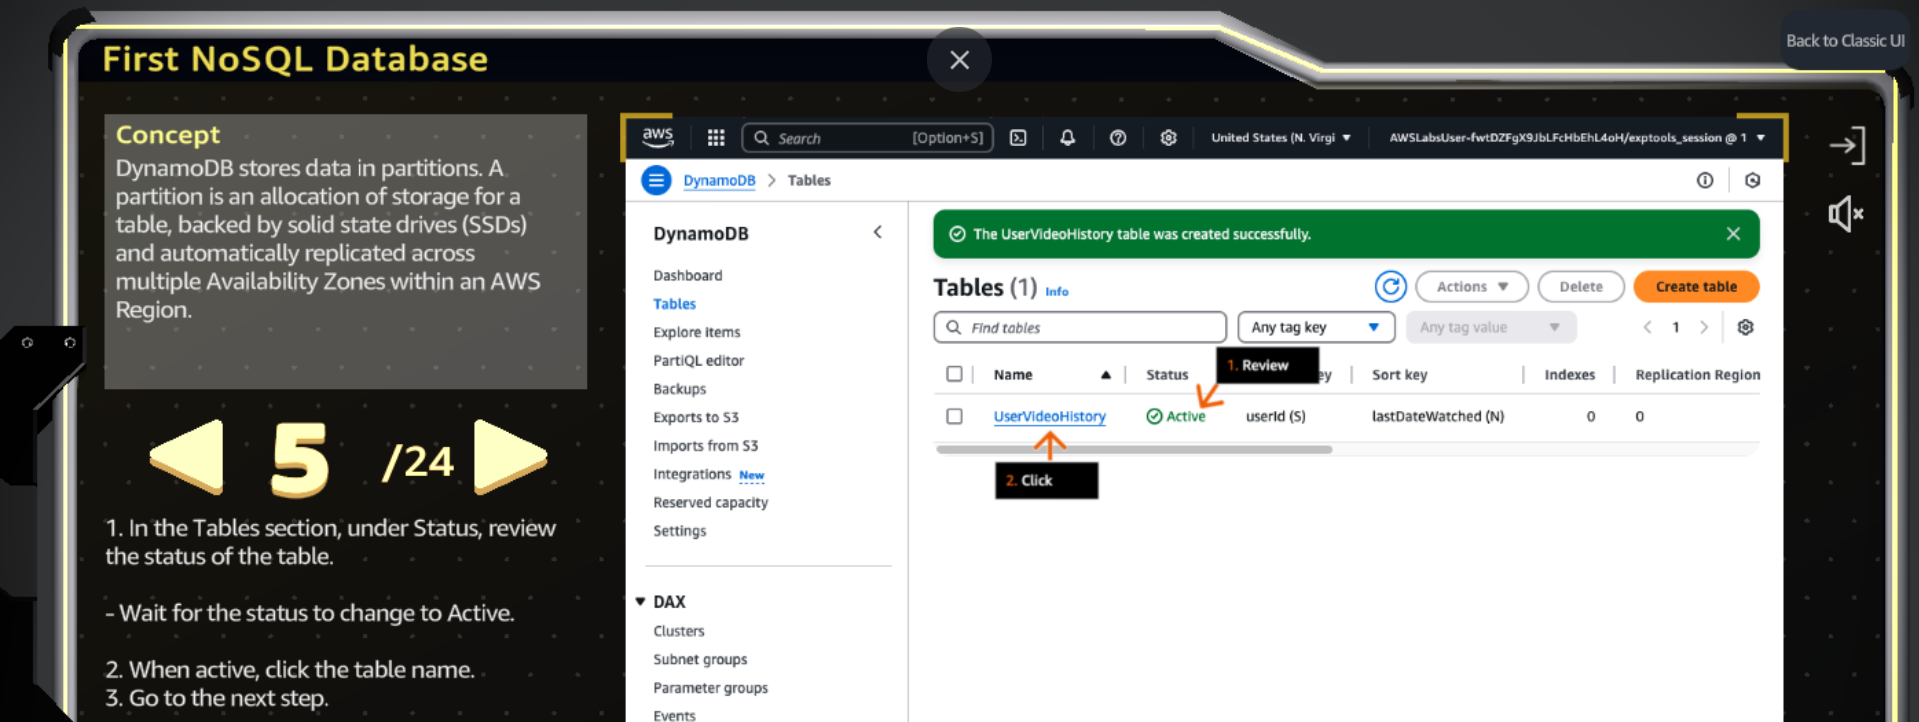 First NoSQL Database
Back to Classic UI
Concept
DynamoDB stores data in partitions. A
partition is an allocation of storage for a
table, backed by solid state drives (SSDs)
and automatically replicated across
multiple Availability Zones within an AWS
Region.
5 /24
1. In the Tables section, under Status, review
the status of the table.
- Wait for the status to change to Active.
2. When active, click the table name.
3. Go to the next step.
aws
Search [Option+S]
United States (N. Virgi
AWSLabsUser-fwtDZFgX9JbLFcHbEhL4oH/exptools_session @ 1
DynamoDB > Tables
DynamoDB
Dashboard
Tables
Explore items
PartiQL editor
Backups
Exports to S3
Imports from S3
Integrations New
Reserved capacity
Settings
DAX
Clusters
Subnet groups
Parameter groups
Events
The UserVideoHistory table was created successfully.
Tables (1) Info
Actions
Delete
Create table
Find tables
Any tag key
Any tag value
1
1. Review
Name Status ey Sort key Indexes Replication Region
UserVideoHistory Active userId (S) lastDateWatched (N) 0 0
2. Click